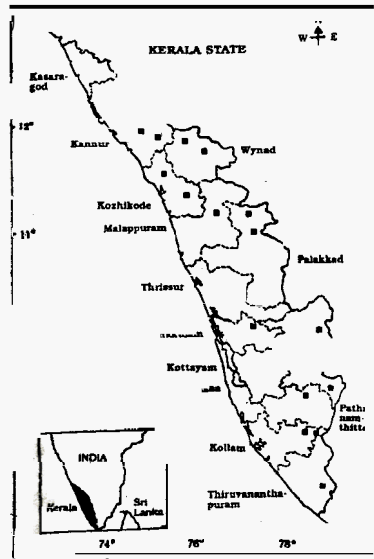 KERALA STATE
W E
Kasara-
god
12°
Kannur
Wynad
Kozhikode
Malappuram
11°
Palakkad
Thrissur
Kottayam
Patha
nam-
thitta
Kollam
INDIA
Kerala
Sri
Lanka
Thiruvanantha-
puram
74° 76° 78°